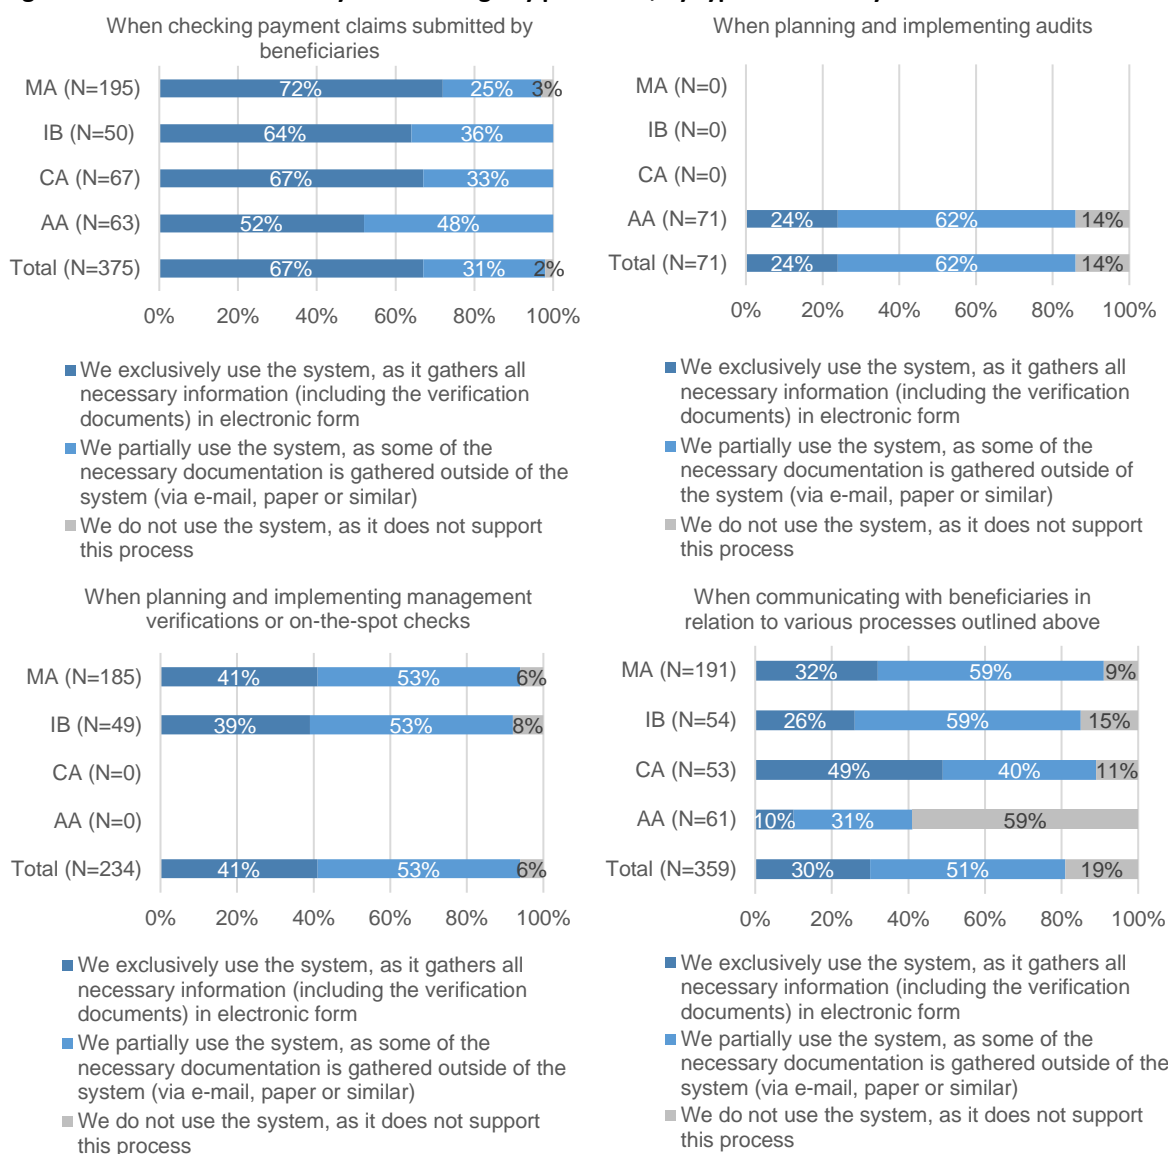 When checking payment claims submitted by
beneficiaries
MA (N=195)
72%
25%
3%
IB (N=50)
64%
36%
CA (N=67)
67%
33%
AA (N=63)
52%
48%
Total (N=375)
67%
31%
2%
0%
20%
40%
60%
80%
100%
We exclusively use the system, as it gathers all
necessary information (including the verification
documents) in electronic form
We partially use the system, as some of the
necessary documentation is gathered outside of the
system (via e-mail, paper or similar)
We do not use the system, as it does not support
this process
When planning and implementing audits
MA (N=0)
IB (N=0)
CA (N=0)
AA (N=71)
24%
62%
14%
Total (N=71)
24%
62%
14%
0%
20%
40%
60%
80%
100%
We exclusively use the system, as it gathers all
necessary information (including the verification
documents) in electronic form
We partially use the system, as some of the
necessary documentation is gathered outside of
the system (via e-mail, paper or similar)
We do not use the system, as it does not support
this process
When planning and implementing management
verifications or on-the-spot checks
MA (N=185)
41%
53%
6%
IB (N=49)
39%
53%
8%
CA (N=0)
AA (N=0)
Total (N=234)
41%
53%
6%
0%
20%
40%
60%
80%
100%
We exclusively use the system, as it gathers all
necessary information (including the verification
documents) in electronic form
We partially use the system, as some of the
necessary documentation is gathered outside of the
system (via e-mail, paper or similar)
We do not use the system, as it does not support
this process
When communicating with beneficiaries in
relation to various processes outlined above
MA (N=191)
32%
59%
9%
IB (N=54)
26%
59%
15%
CA (N=53)
49%
40%
11%
AA (N=61)
10%
31%
59%
Total (N=359)
30%
51%
19%
0%
20%
40%
60%
80%
100%
We exclusively use the system, as it gathers all
necessary information (including the verification
documents) in electronic form
We partially use the system, as some of the
necessary documentation is gathered outside of the
system (via e-mail, paper or similar)
We do not use the system, as it does not support
this process